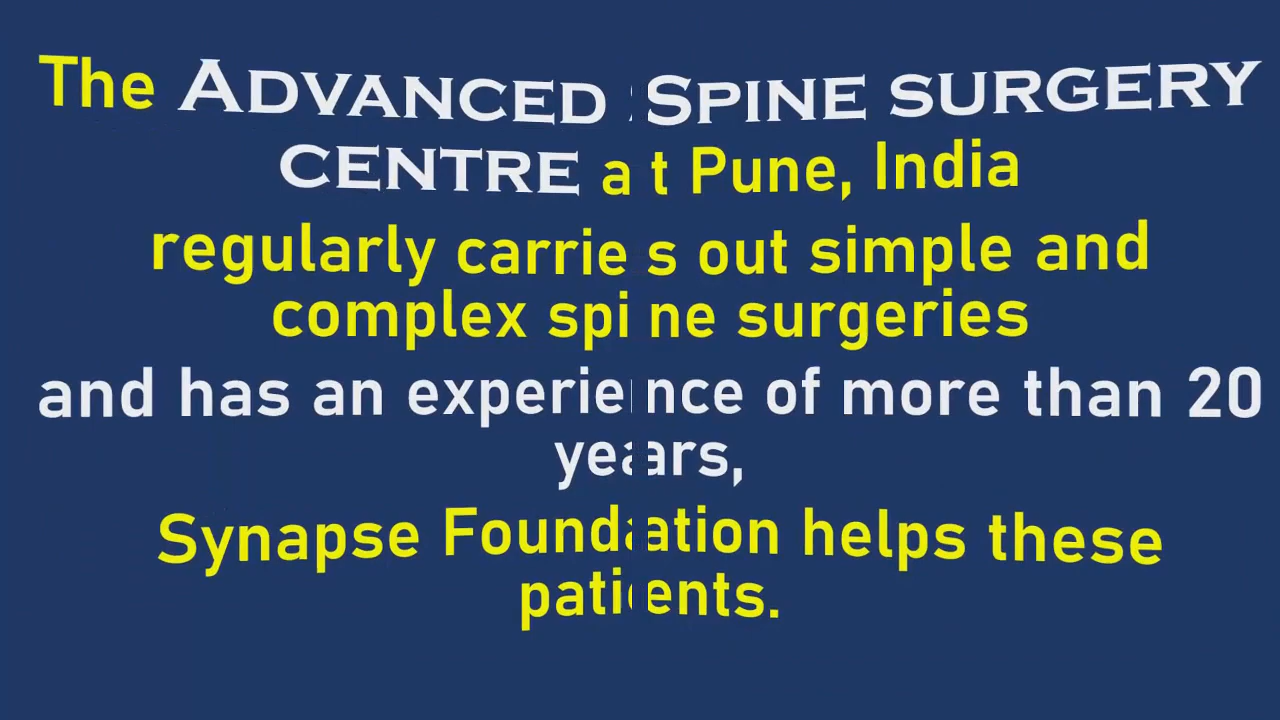 The ADVANCED SPINE SURGERY
CENTRE at Pune, India
regularly carries out simple and
complex spine surgeries
and has an experience of more than 20
years,
Synapse Foundation helps these
patients.